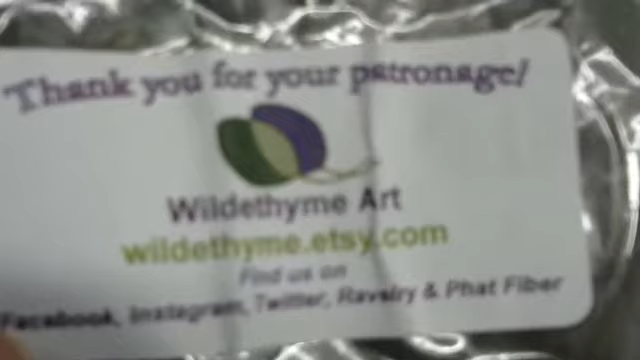 Thank you for your patronage!
Wildethyme Art
wildethyme.etsy.com
Find us on
Facebook, Instagram, Twitter, Ravelry & Phat Fiber